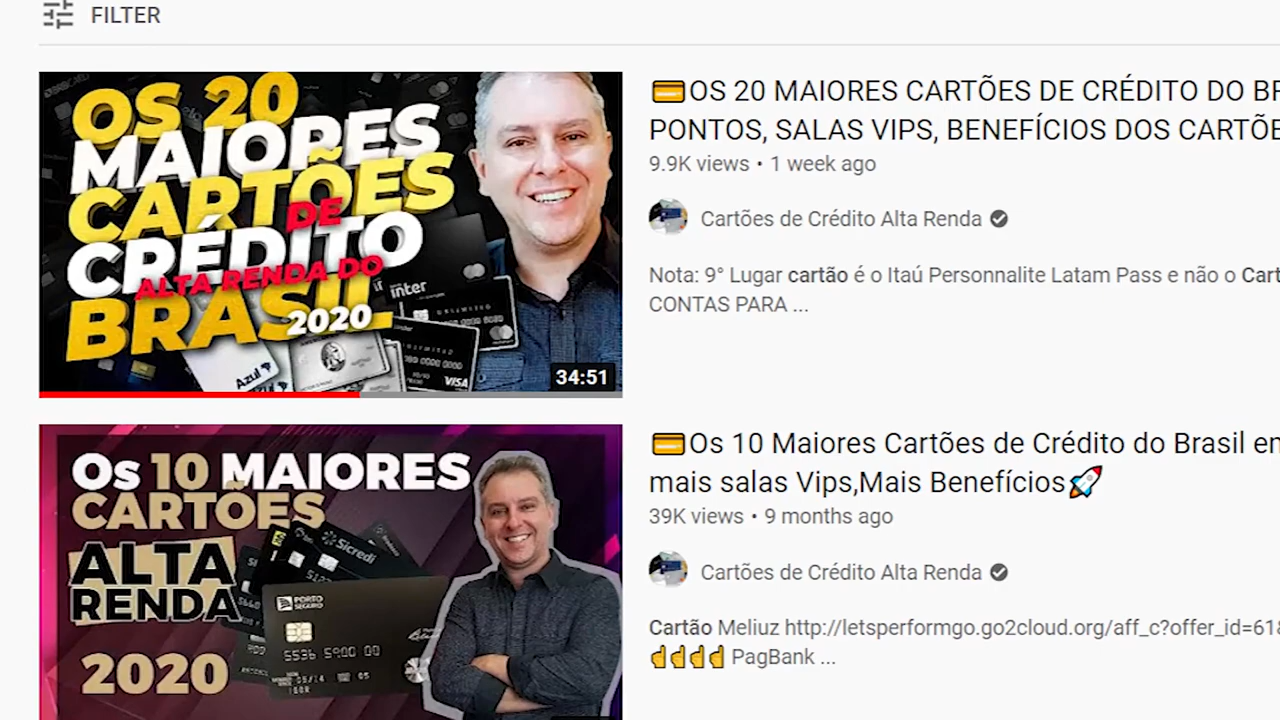 FILTER
OS 20
MAIORES
CARTÕES
DE
CRÉDITO
ALTA RENDA DO
BRASIL
2020
inter
Azul
VISA
34:51
💳OS 20 MAIORES CARTÕES DE CRÉDITO DO BR
PONTOS, SALAS VIPS, BENEFÍCIOS DOS CARTÕE
9.9K views • 1 week ago
Cartões de Crédito Alta Renda
Nota: 9° Lugar cartão é o Itaú Personnalite Latam Pass e não o Cart
CONTAS PARA ...
Os 10 MAIORES
CARTÕES
ALTA
RENDA
2020
Sicredi
PORTO
SEGURO
5536 5900 00
💳Os 10 Maiores Cartões de Crédito do Brasil en
mais salas Vips,Mais Benefícios🚀
39K views • 9 months ago
Cartões de Crédito Alta Renda
Cartão Meliuz http://letsperformgo.go2cloud.org/aff_c?offer_id=61&
☝☝☝☝ PagBank ...